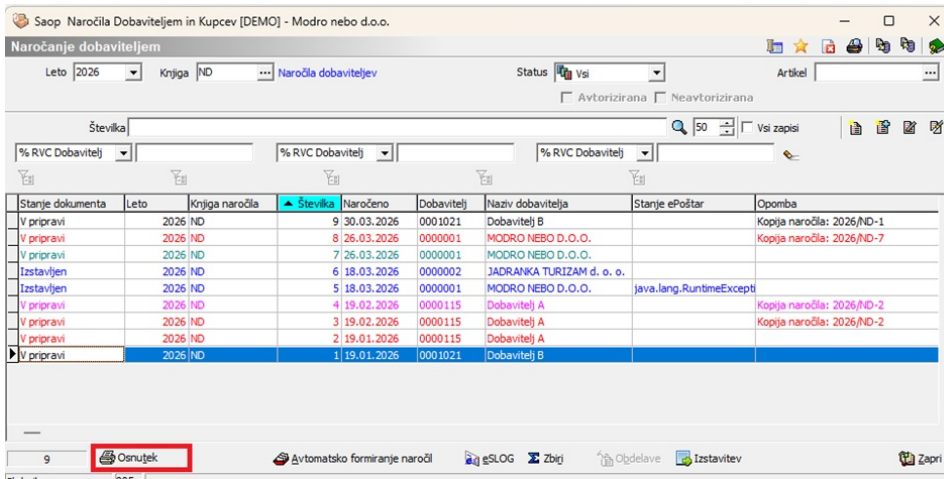 Saop Naročila Dobaviteljem in Kupcev [DEMO] - Modro nebo d.o.o.
Naročanje dobaviteljem
Leto 2026 Knjiga ND ... Naročila dobaviteljev Status Vsi Artikel ...
Avtorizirana Neavtorizirana
Številka 50 Vsi zapisi
% RVC Dobavitelj % RVC Dobavitelj % RVC Dobavitelj
Stanje dokumenta Leto Knjiga naročila Številka Naročeno Dobavitelj Naziv dobavitelja Stanje ePoštar Opomba
V pripravi 2026 ND 9 30.03.2026 0001021 Dobavitelj B Kopija naročila: 2026/ND-1
V pripravi 2026 ND 8 26.03.2026 0000001 MODRO NEBO D.O.O. Kopija naročila: 2026/ND-7
V pripravi 2026 ND 7 26.03.2026 0000001 MODRO NEBO D.O.O.
Izstavljen 2026 ND 6 18.03.2026 0000002 JADRANKA TURIZAM d. o. o.
Izstavljen 2026 ND 5 18.03.2026 0000001 MODRO NEBO D.O.O. java.lang.RuntimeExcepti
V pripravi 2026 ND 4 19.02.2026 0000115 Dobavitelj A Kopija naročila: 2026/ND-2
V pripravi 2026 ND 3 19.02.2026 0000115 Dobavitelj A Kopija naročila: 2026/ND-2
V pripravi 2026 ND 2 19.01.2026 0000115 Dobavitelj A
V pripravi 2026 ND 1 19.01.2026 0001021 Dobavitelj B
9 Osnutek Avtomatsko formiranje naročil eSLOG Zbirj Obdelave Izstavitev Zapri